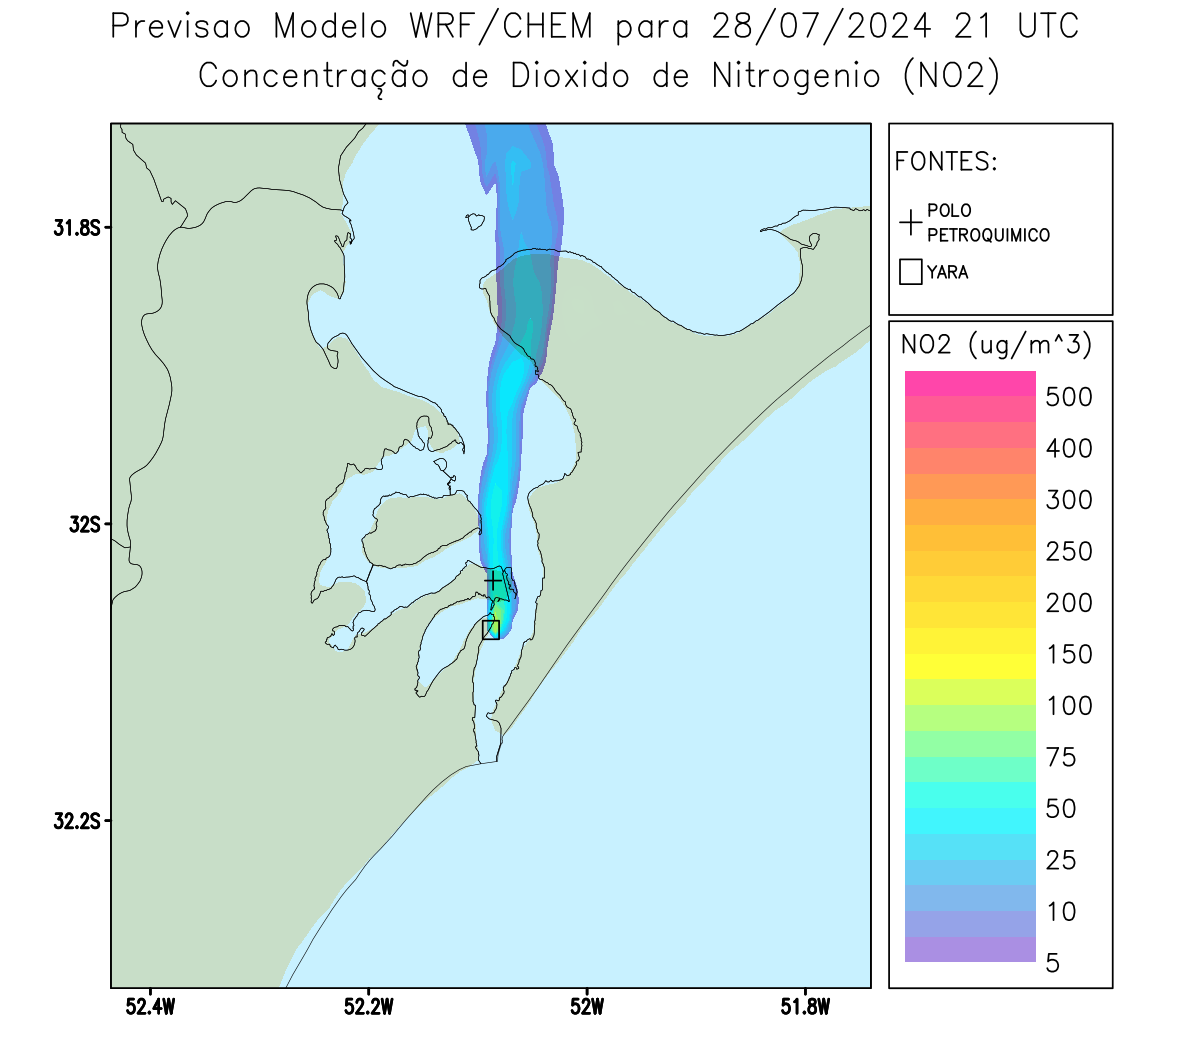 Previsao Modelo WRF/CHEM para 28/07/2024 21 UTC
Concentração de Dioxido de Nitrogenio (NO2)
FONTES:
POLO
PETROQUIMICO
YARA
NO2 (ug/m^3)
500
400
300
250
200
150
100
75
50
25
10
5
31.8S
32S
32.2S
52.4W
52.2W
52W
51.8W